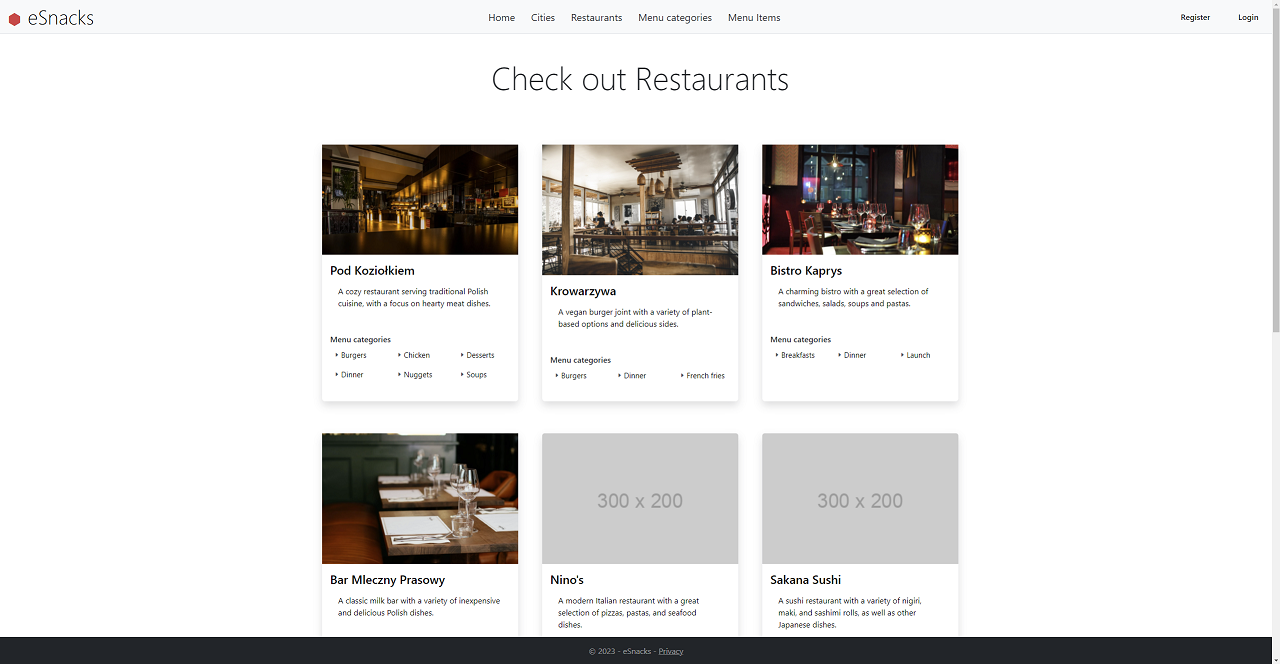 eSnacks
Home Cities Restaurants Menu categories Menu Items
Register Login
Check out Restaurants
Pod Koziołkiem
A cozy restaurant serving traditional Polish
cuisine, with a focus on hearty meat dishes.
Menu categories
Burgers Chicken Desserts
Dinner Nuggets Soups
Krowarzywa
A vegan burger joint with a variety of plant-
based options and delicious sides.
Menu categories
Burgers Dinner French fries
Bistro Kaprys
A charming bistro with a great selection of
sandwiches, salads, soups and pastas.
Menu categories
Breakfasts Dinner Launch
Bar Mleczny Prasowy
A classic milk bar with a variety of inexpensive
and delicious Polish dishes.
300 x 200
Nino's
A modern Italian restaurant with a great
selection of pizzas, pastas, and seafood
dishes.
300 x 200
Sakana Sushi
A sushi restaurant with a variety of nigiri,
maki, and sashimi rolls, as well as other
Japanese dishes.
© 2023 - eSnacks - Privacy